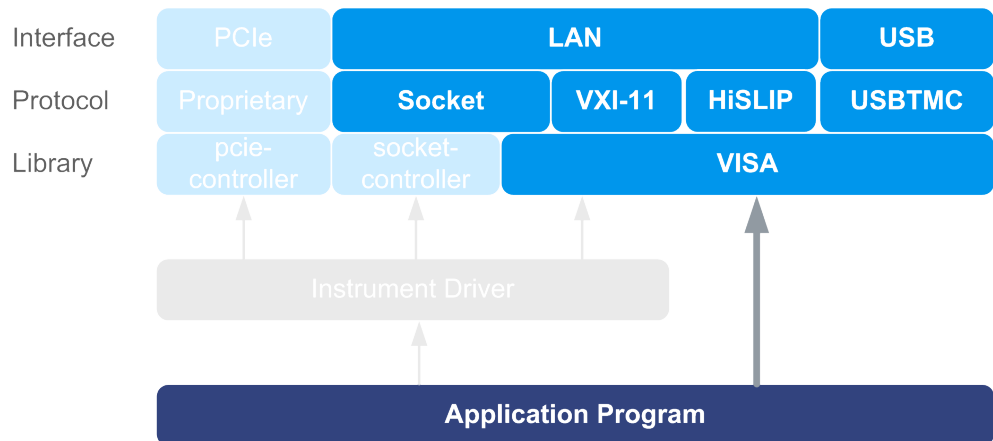 Interface PCIe LAN USB
Protocol Proprietary Socket VXI-11 HiSLIP USBTMC
Library pcie-
controller socket-
controller VISA
Instrument Driver
Application Program